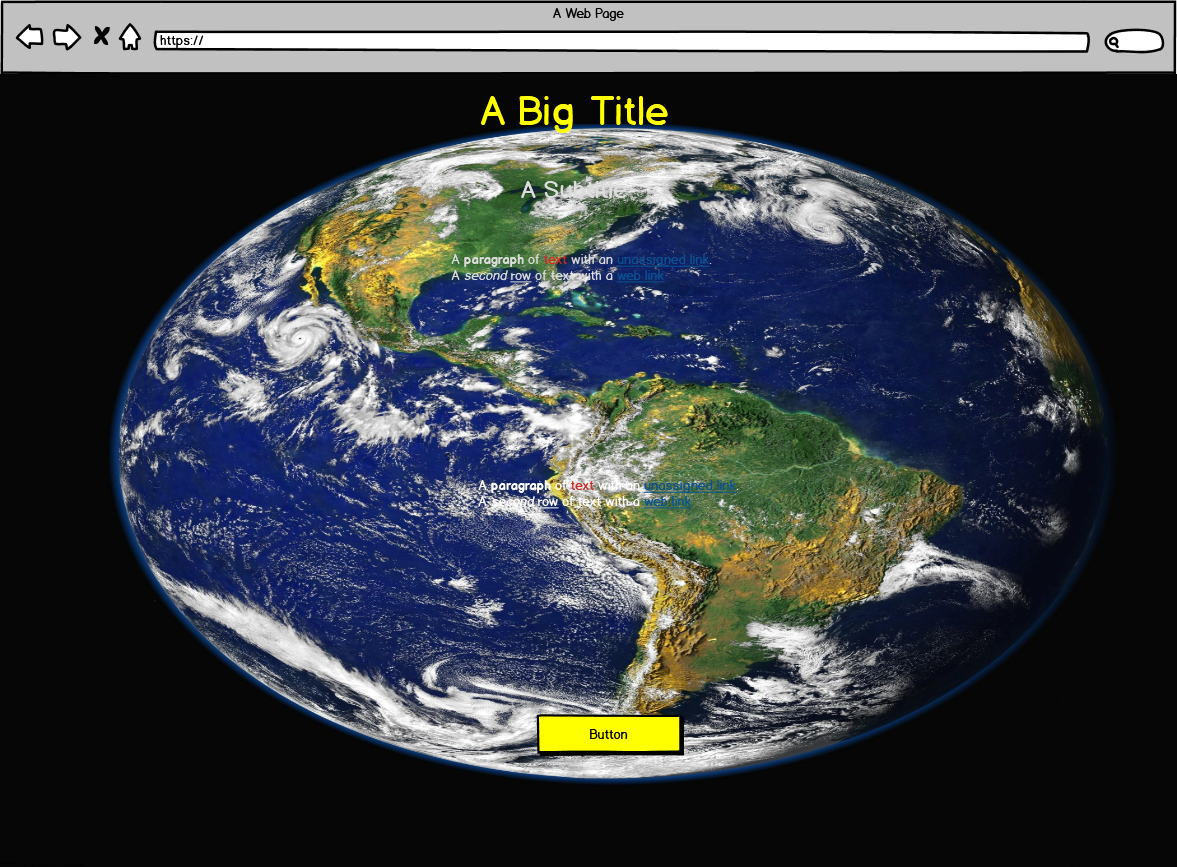 A Web Page
https://
A Big Title
A Subtitle
A paragraph of text with an unassigned link.
A second row of text with a web link
A paragraph of text with an unassigned link.
A second row of text with a web link
Button